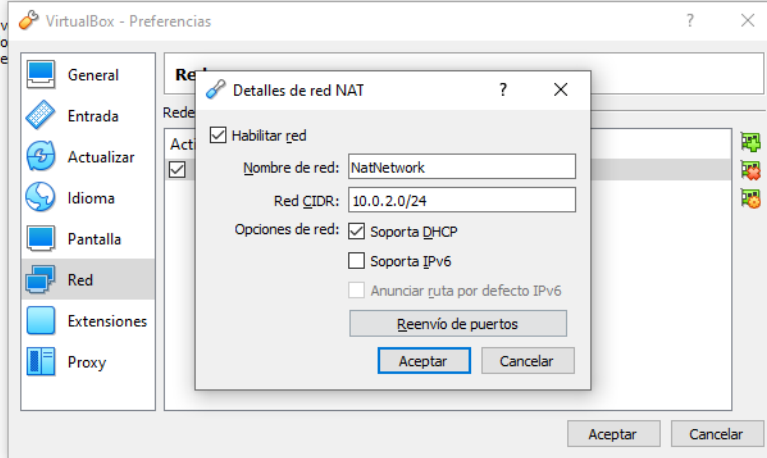 VirtualBox - Preferencias
General
Entrada
Actualizar
Idioma
Pantalla
Red
Extensiones
Proxy
Detalles de red NAT
Habilitar red
Nombre de red: NatNetwork
Red CIDR: 10.0.2.0/24
Opciones de red: Soporta DHCP
Soporta IPv6
Anunciar ruta por defecto IPv6
Reenvío de puertos
Aceptar Cancelar
Aceptar Cancelar